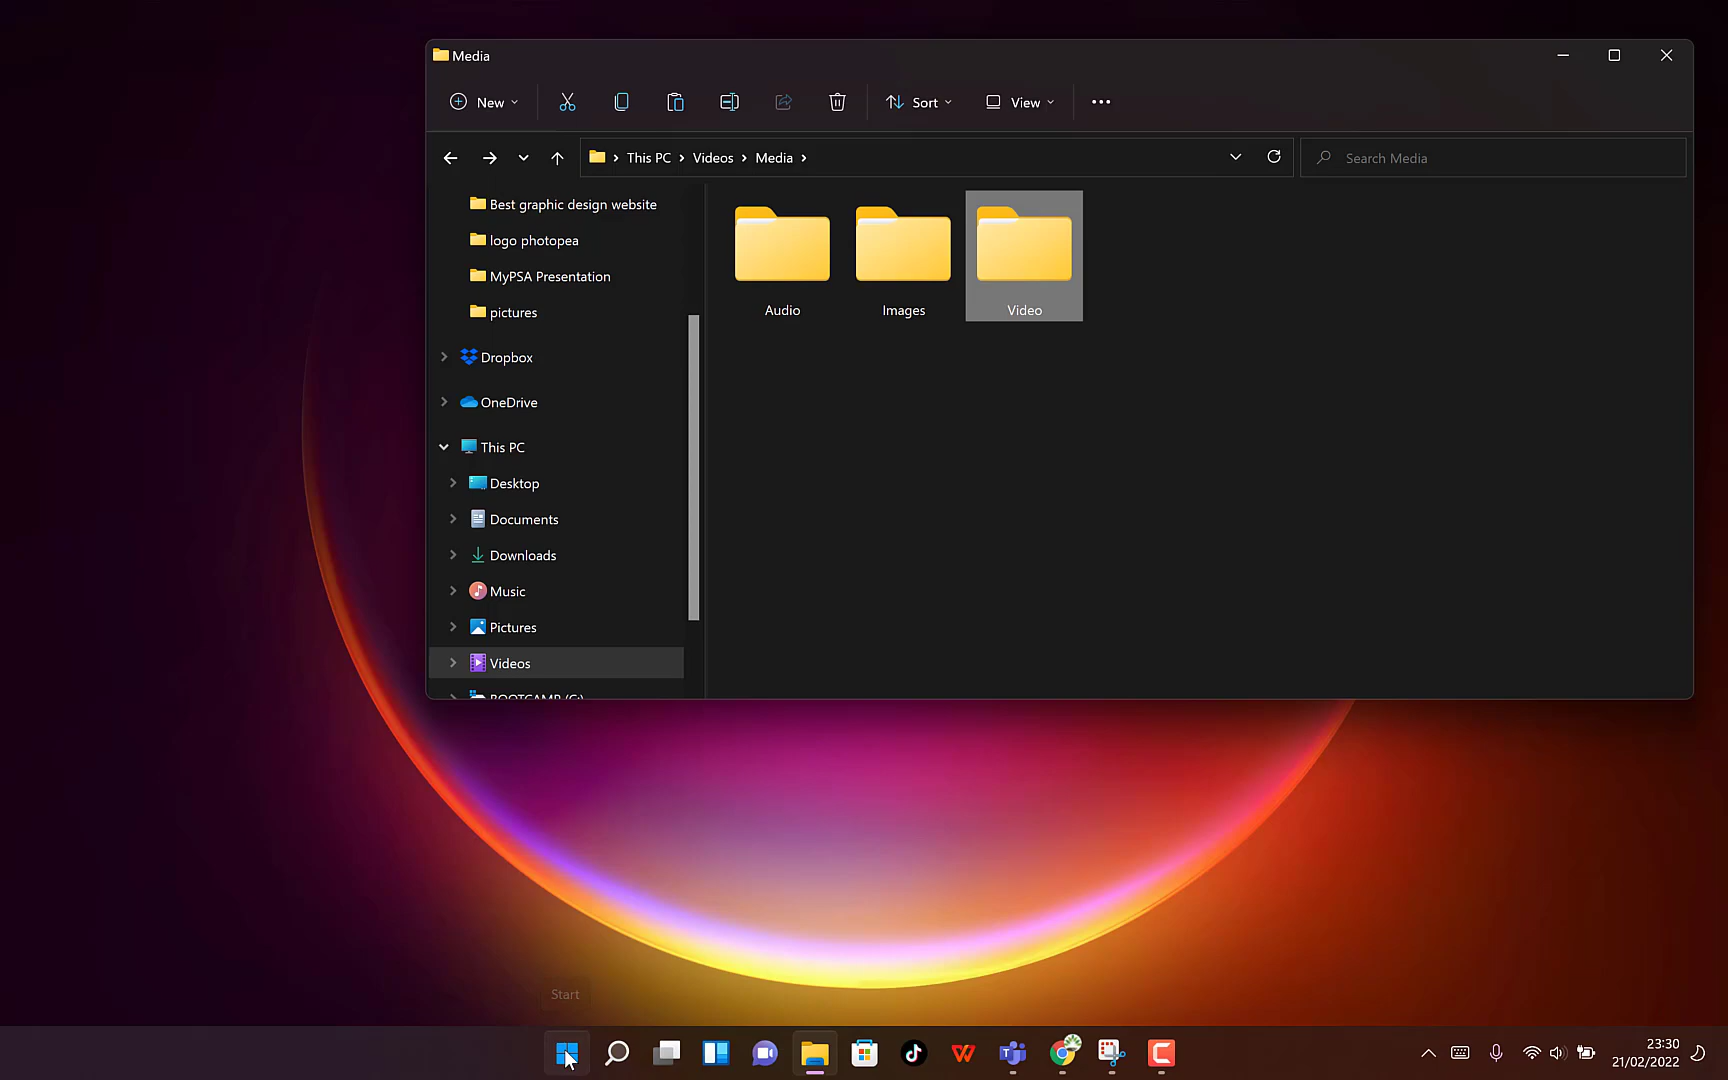 Media
New
Sort
View
This PC > Videos > Media >
Search Media
Best graphic design website
logo photopea
MyPSA Presentation
pictures
Dropbox
OneDrive
This PC
Desktop
Documents
Downloads
Music
Pictures
Videos
BOOTCAMP (C:)
Audio
Images
Video
Start
23:30
21/02/2022